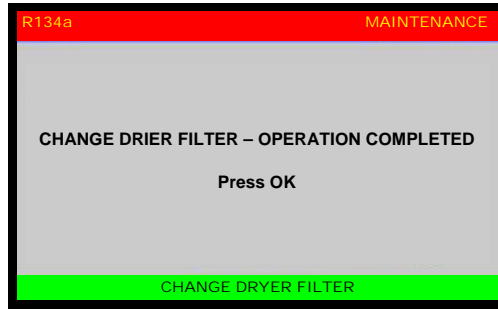 R134a MAINTENANCE
CHANGE DRIER FILTER – OPERATION COMPLETED
Press OK
CHANGE DRYER FILTER